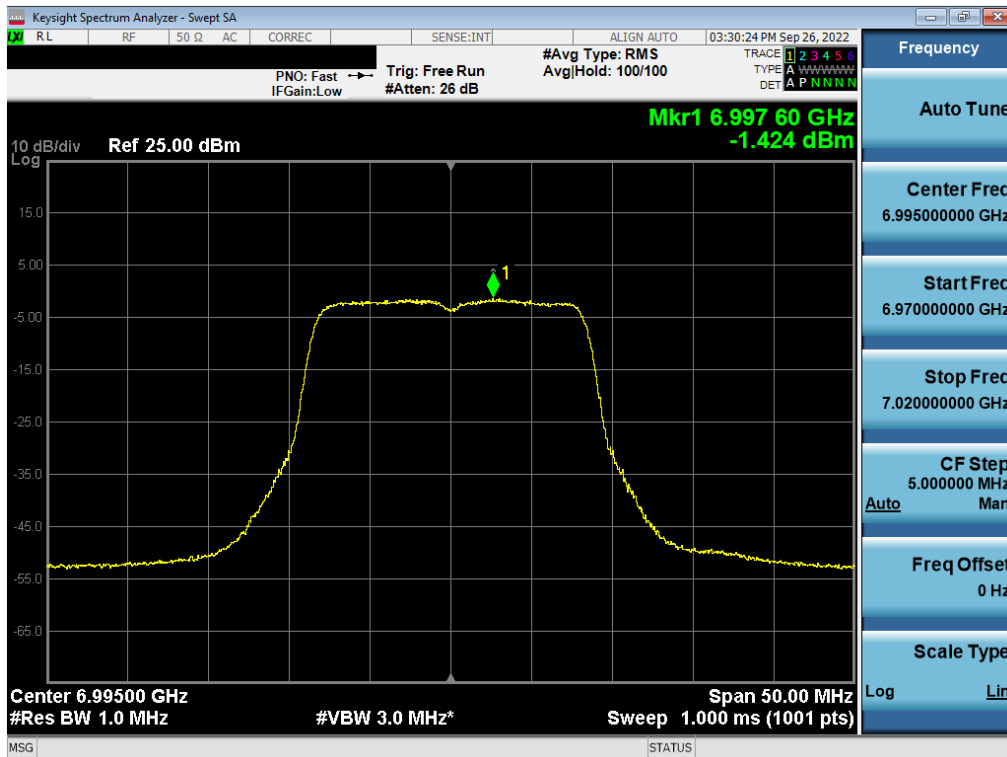 Keysight Spectrum Analyzer - Swept SA
LXI RL RF 50 Ω AC CORREC SENSE:INT ALIGN AUTO 03:30:24 PM Sep 26, 2022
PNO: Fast Trig: Free Run #Avg Type: RMS TRACE 1 2 3 4 5 6
IFGain:Low #Atten: 26 dB Avg|Hold: 100/100 TYPE A WWWWW
DET A P N N N N
Mkr1 6.997 60 GHz
-1.424 dBm
10 dB/div Ref 25.00 dBm
Log
15.0
5.00
-5.00
-15.0
-25.0
-35.0
-45.0
-55.0
-65.0
1
Center 6.99500 GHz Span 50.00 MHz
#Res BW 1.0 MHz #VBW 3.0 MHz* Sweep 1.000 ms (1001 pts)
MSG STATUS
Frequency
Auto Tune
Center Freq
6.995000000 GHz
Start Freq
6.970000000 GHz
Stop Freq
7.020000000 GHz
CF Step
5.000000 MHz
Auto Man
Freq Offset
0 Hz
Scale Type
Log Lin